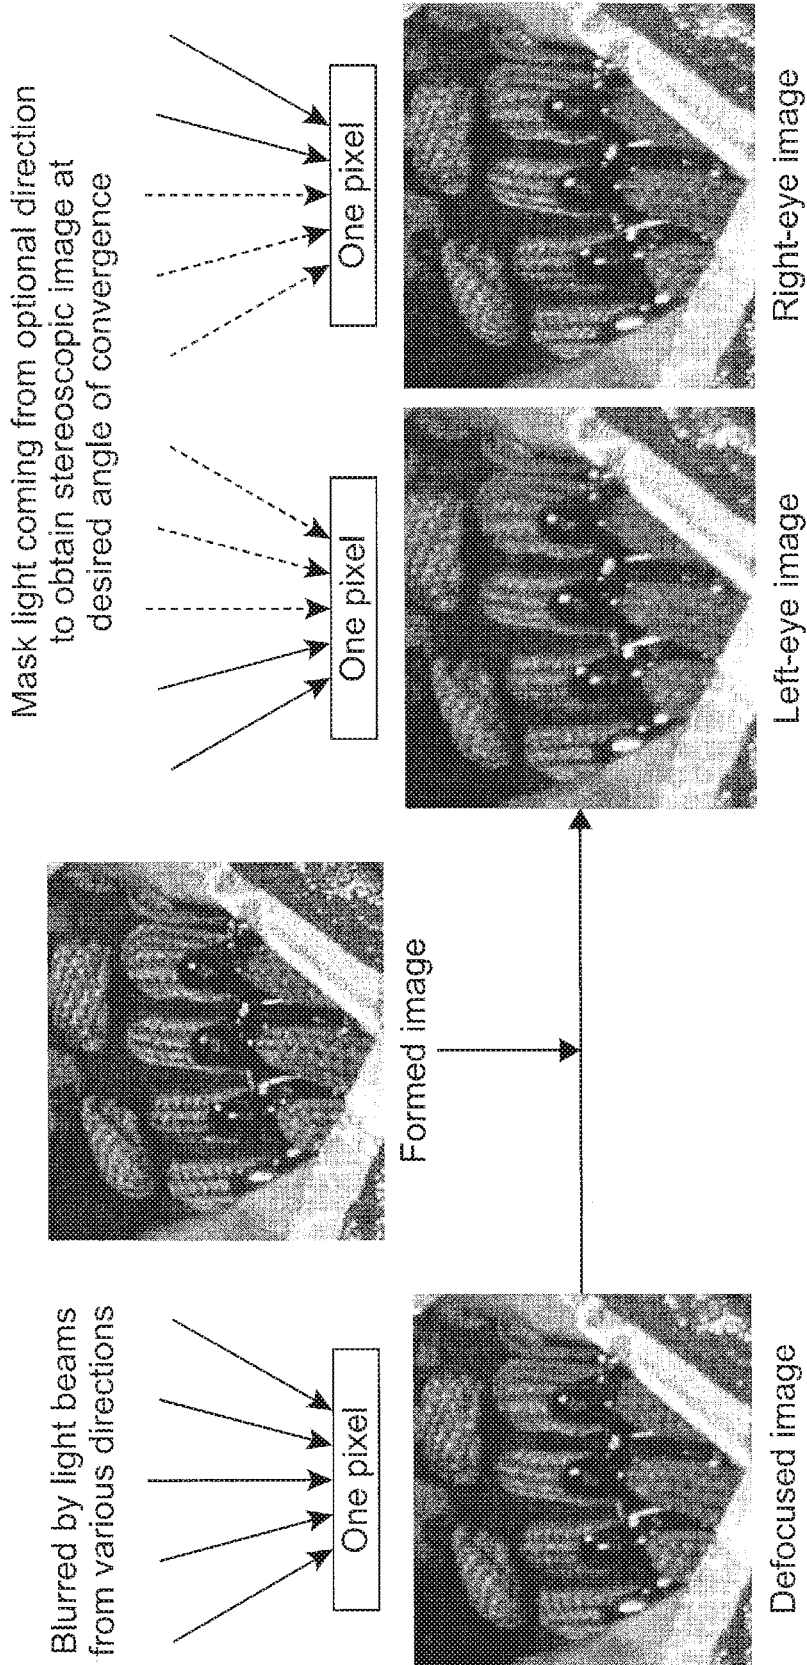 Blurred by light beams
from various directions
One pixel
Defocused image
Formed image
Mask light coming from optional direction
to obtain stereoscopic image at
desired angle of convergence
One pixel
Left-eye image
One pixel
Right-eye image